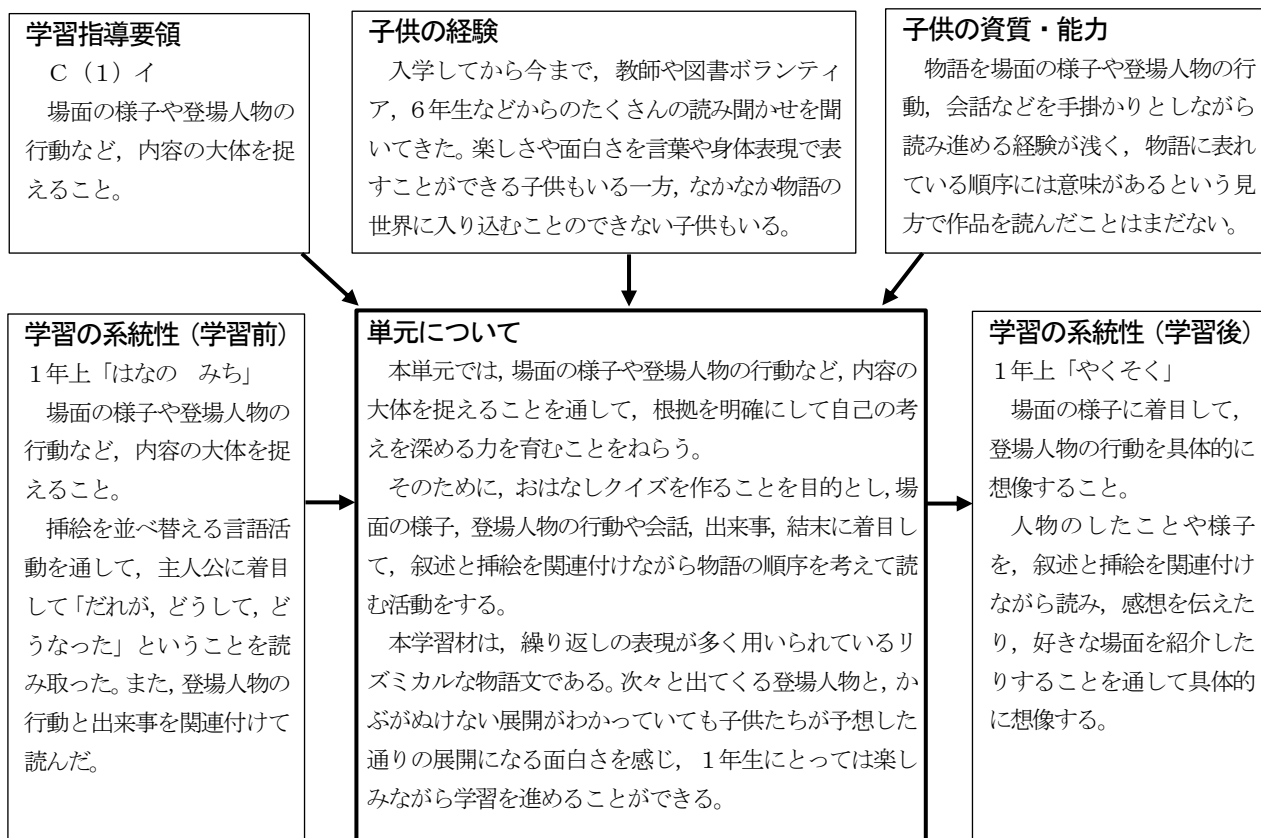 学習指導要領
C（1）イ
場面の様子や登場人物の
行動など，内容の大体を捉
えること。
子供の経験
入学してから今まで，教師や図書ボランティ
ア，6年生などからのたくさんの読み聞かせを聞
いてきた。楽しさや面白さを言葉や身体表現で表
すことができる子供もいる一方，なかなか物語の
世界に入り込むことのできない子供もいる。
子供の資質・能力
物語を場面の様子や登場人物の行
動，会話などを手掛かりとしながら
読み進める経験が浅く，物語に表れ
ている順序には意味があるという見
方で作品を読んだことはまだない。
学習の系統性（学習前）
1年上「はなの　みち」
場面の様子や登場人物の
行動など，内容の大体を捉
えること。
挿絵を並べ替える言語活
動を通して，主人公に着目
して「だれが，どうして，ど
うなった」ということを読
み取った。また，登場人物の
行動と出来事を関連付けて
読んだ。
単元について
本単元では，場面の様子や登場人物の行動など，内容の
大体を捉えることを通して，根拠を明確にして自己の考
えを深める力を育むことをねらう。
そのために，おはなしクイズを作ることを目的とし，場
面の様子，登場人物の行動や会話，出来事，結末に着目し
て，叙述と挿絵を関連付けながら物語の順序を考えて読
む活動をする。
本学習材は，繰り返しの表現が多く用いられているリ
ズミカルな物語文である。次々と出てくる登場人物と，か
ぶがぬけない展開がわかっていても子供たちが予想した
通りの展開になる面白さを感じ，1年生にとっては楽し
みながら学習を進めることができる。
学習の系統性（学習後）
1年上「やくそく」
場面の様子に着目して，
登場人物の行動を具体的に
想像すること。
人物のしたことや様子
を，叙述と挿絵を関連付け
ながら読み，感想を伝えた
り，好きな場面を紹介した
りすることを通して具体的
に想像する。